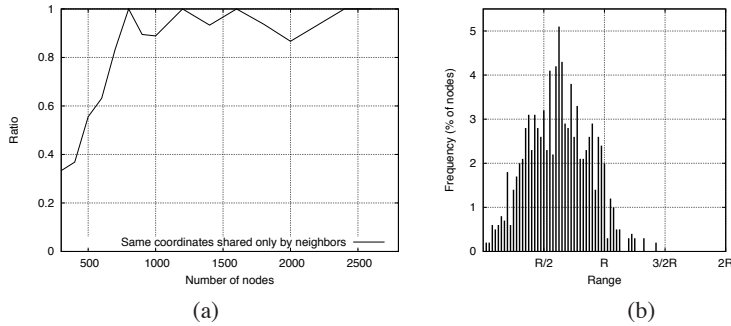 1
0.8
0.6
0.4
0.2
0
Ratio
Same coordinates shared only by neighbors
500 1000 1500 2000 2500
Number of nodes
(a)
5
4
3
2
1
0
Frequency (% of nodes)
R/2 R 3/2R 2R
Range
(b)